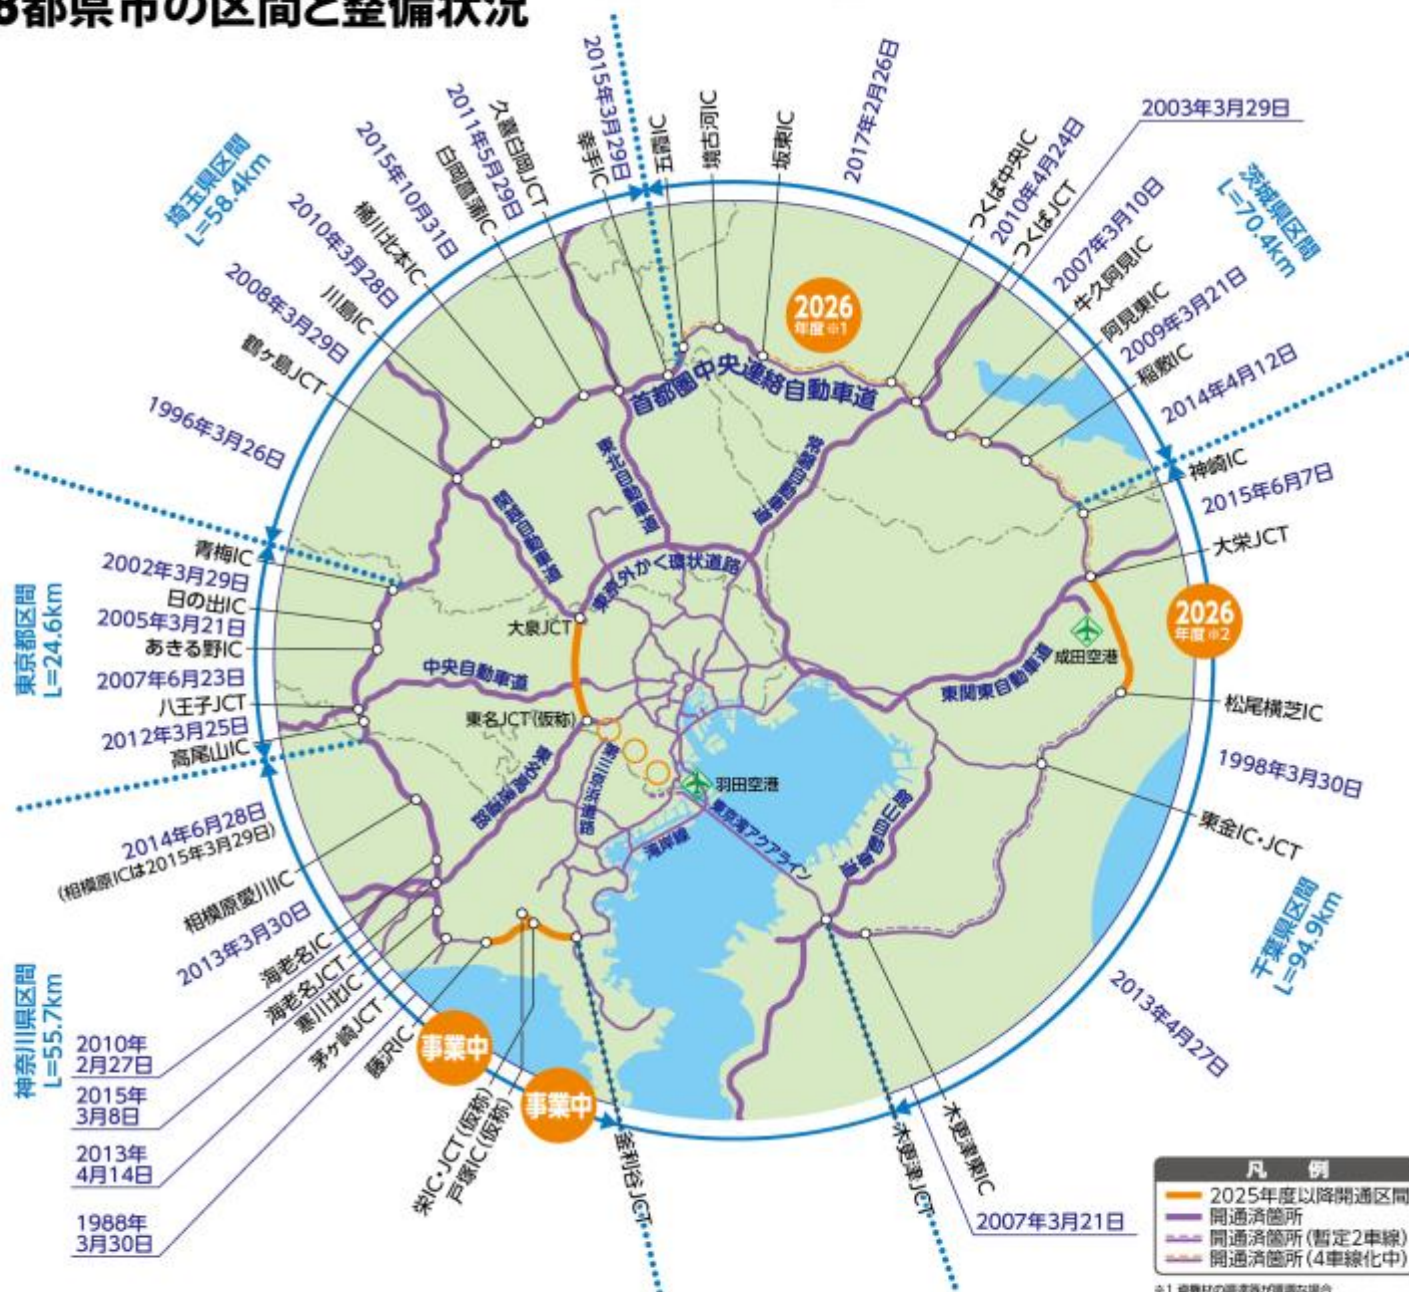 都県市の区間と整備状況
埼玉県区間
L=58.4km
2015年3月29日
幸手IC
久喜白岡JCT
2011年5月29日
白岡菖蒲IC
2015年10月31日
桶川北本IC
2010年3月28日
川島IC
2008年3月29日
鶴ヶ島JCT
1996年3月26日
五霞IC
境古河IC
坂東IC
2017年2月26日
つくば中央IC
2010年4月24日
つくばJCT
2003年3月29日
2007年3月10日
牛久阿見IC
阿見東IC
2009年3月21日
稲敷IC
2014年4月12日
茨城県区間
L=70.4km
2026
年度※1
首都圏中央連絡自動車道
東北自動車道
常磐自動車道
関越自動車道
東京外かく環状道路
大泉JCT
中央自動車道
東名JCT(仮称)
東名高速道路
第三京浜道路
羽田空港
湾岸線
東京湾アクアライン
館山自動車道
東関東自動車道
成田空港
神崎IC
2015年6月7日
大栄JCT
2026
年度※2
松尾横芝IC
1998年3月30日
東金IC・JCT
千葉県区間
L=94.9km
2013年4月27日
木更津東IC
2007年3月21日
木更津JCT
東京都区間
L=24.6km
青梅IC
2002年3月29日
日の出IC
2005年3月21日
あきる野IC
2007年6月23日
八王子JCT
2012年3月25日
高尾山IC
2014年6月28日
(相模原ICは2015年3月29日)
相模原愛川IC
2013年3月30日
海老名IC
海老名JCT
寒川北IC
茅ヶ崎JCT
藤沢IC
神奈川県区間
L=55.7km
2010年
2月27日
2015年
3月8日
2013年
4月14日
1988年
3月30日
事業中
事業中
栄IC・JCT(仮称)
戸塚IC(仮称)
釜利谷JCT
凡 例
2025年度以降開通区間
開通済箇所
開通済箇所(暫定2車線)
開通済箇所(4車線化中)